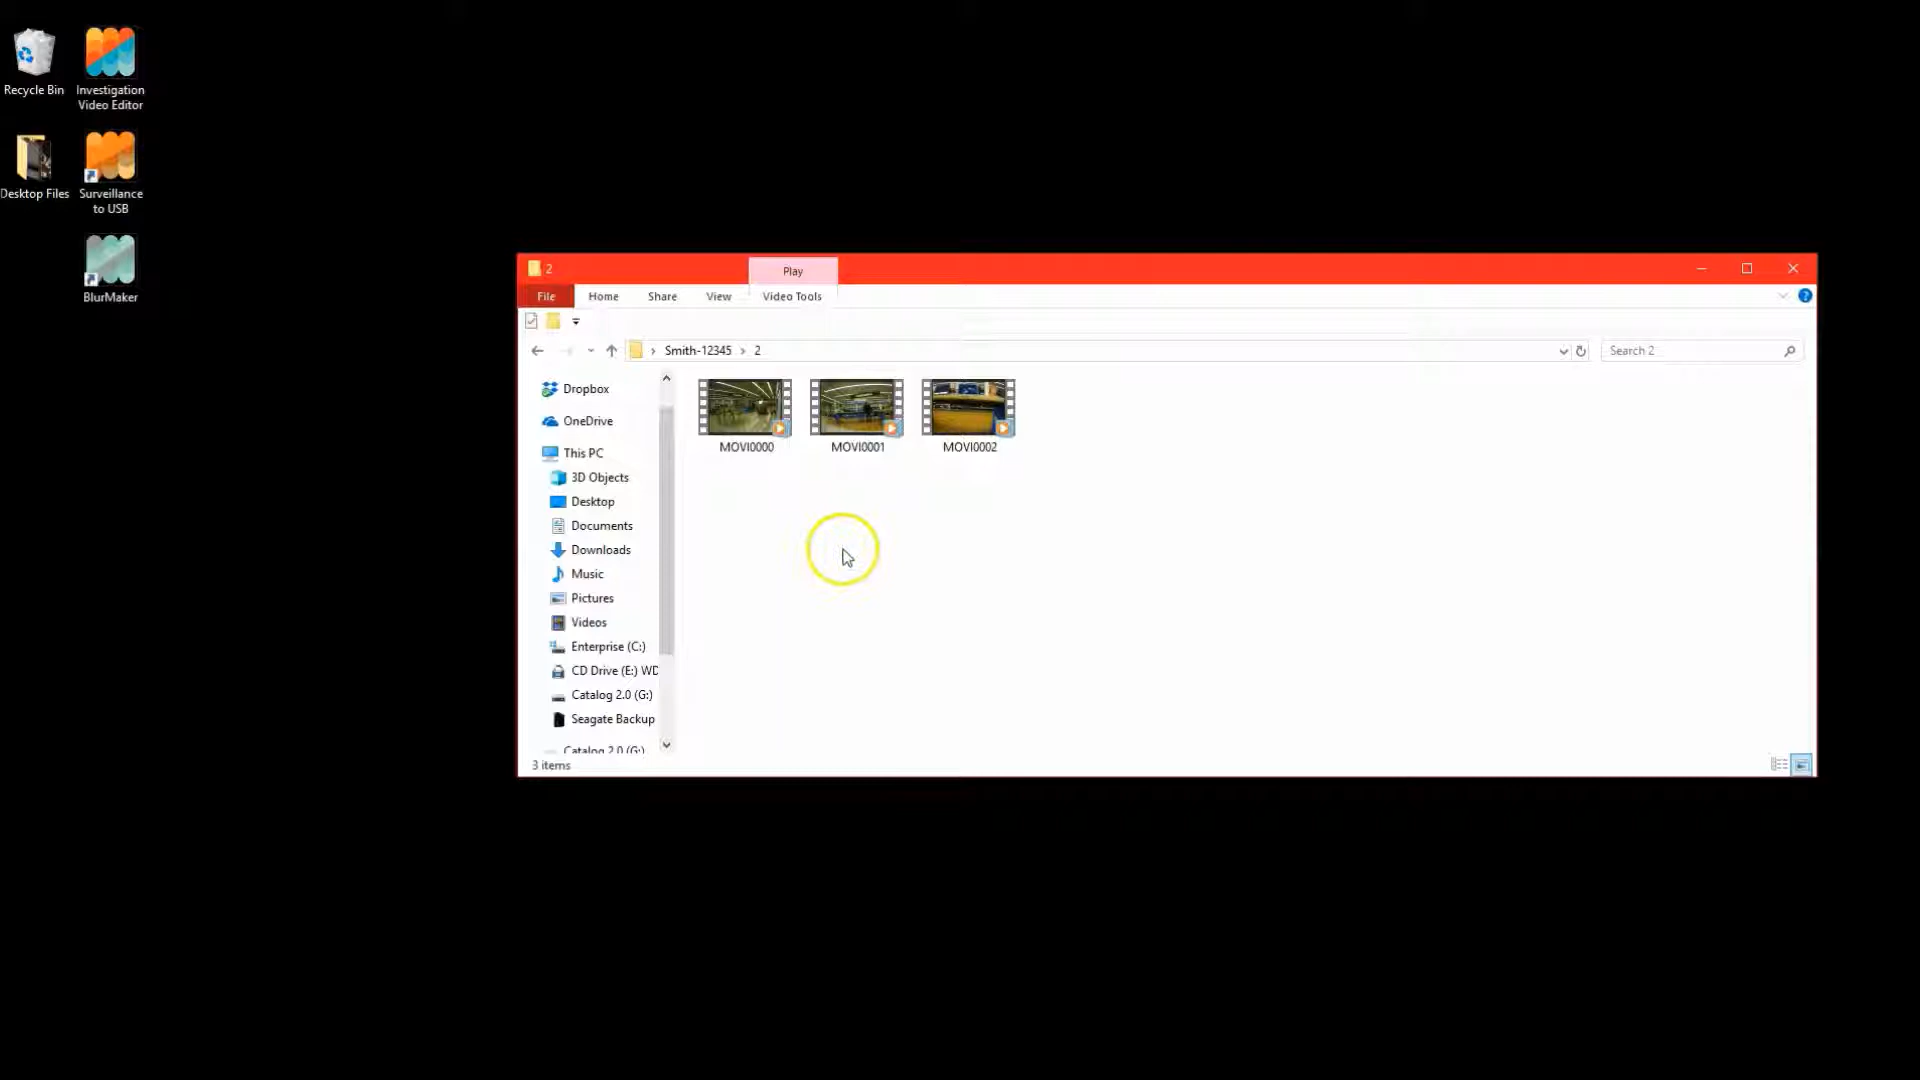 Recycle Bin
Investigation
Video Editor
Desktop Files
Surveillance
to USB
BlurMaker
2
Play
File
Home
Share
View
Video Tools
Smith-12345
2
Search 2
Dropbox
OneDrive
This PC
3D Objects
Desktop
Documents
Downloads
Music
Pictures
Videos
Enterprise (C:)
CD Drive (E:) WD
Catalog 2.0 (G:)
Seagate Backup
Catalog 2.0 (G:)
MOVI0000
MOVI0001
MOVI0002
3 items